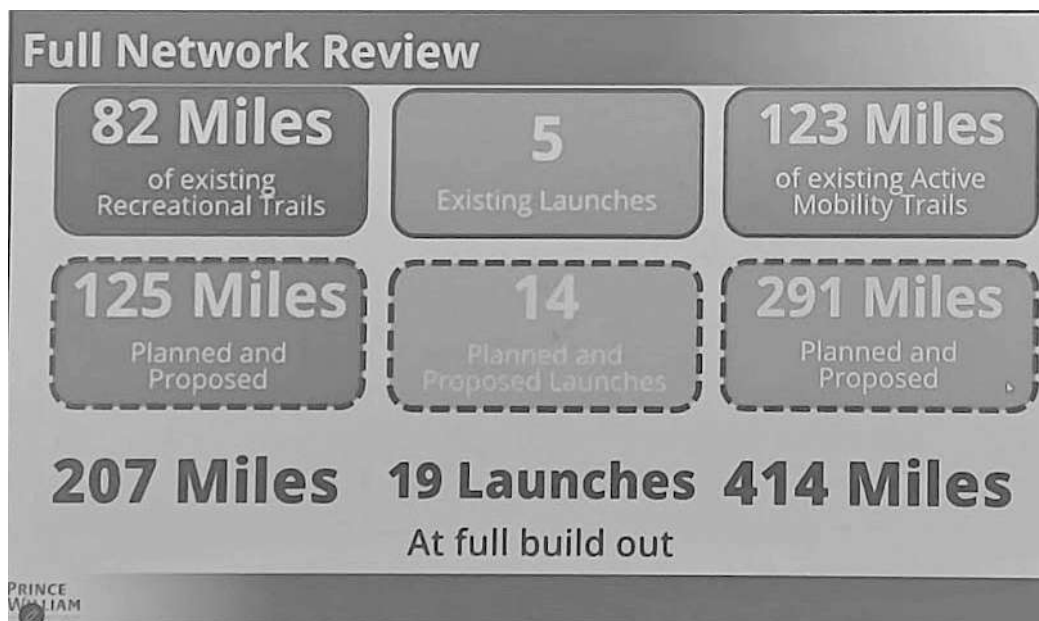 Full Network Review
82 Miles
of existing
Recreational Trails
5
Existing Launches
123 Miles
of existing Active
Mobility Trails
125 Miles
Planned and
Proposed
14
Planned and
Proposed Launches
291 Miles
Planned and
Proposed
207 Miles
19 Launches
414 Miles
At full build out
PRINCE
WILLIAM